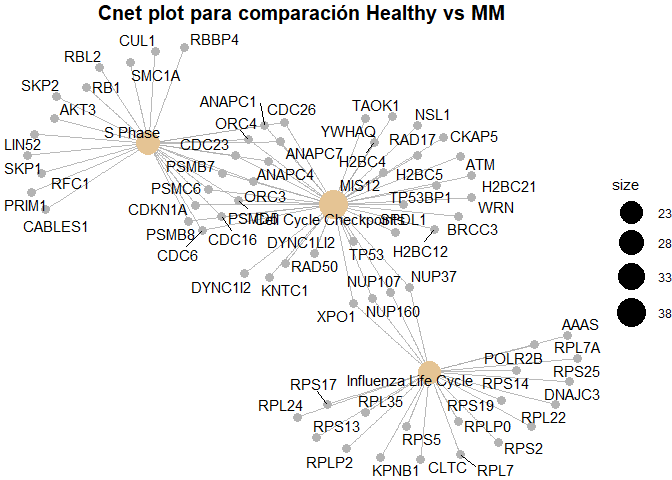 Cnet plot para comparación Healthy vs MM
CUL1
RBBP4
RBL2
SMC1A
SKP2
RB1
ANAPC1
CDC26
TAOK1
AKT3
ORC4
YWHAQ
NSL1
S Phase
RAD17
CKAP5
LIN52
CDC23
ANAPC7
H2BC4
SKP1
PSMB7
ANAPC4
H2BC5
ATM
RFC1
PSMC6
MIS12
H2BC21
PRIM1
ORC3
TP53BP1
CDKN1A
WRN
CABLES1
PSMD5
Cell Cycle Checkpoints
SPDL1
BRCC3
PSMB8
CDC16
DYNC1LI2
TP53
H2BC12
CDC6
RAD50
NUP37
DYNC1I2
KNTC1
NUP107
XPO1
NUP160
size
23
28
33
38
AAAS
POLR2B
RPL7A
Influenza Life Cycle
RPS25
RPS17
RPS14
DNAJC3
RPL24
RPL35
RPS19
RPL22
RPS13
RPLP0
RPS5
RPS2
RPLP2
KPNB1
CLTC
RPL7